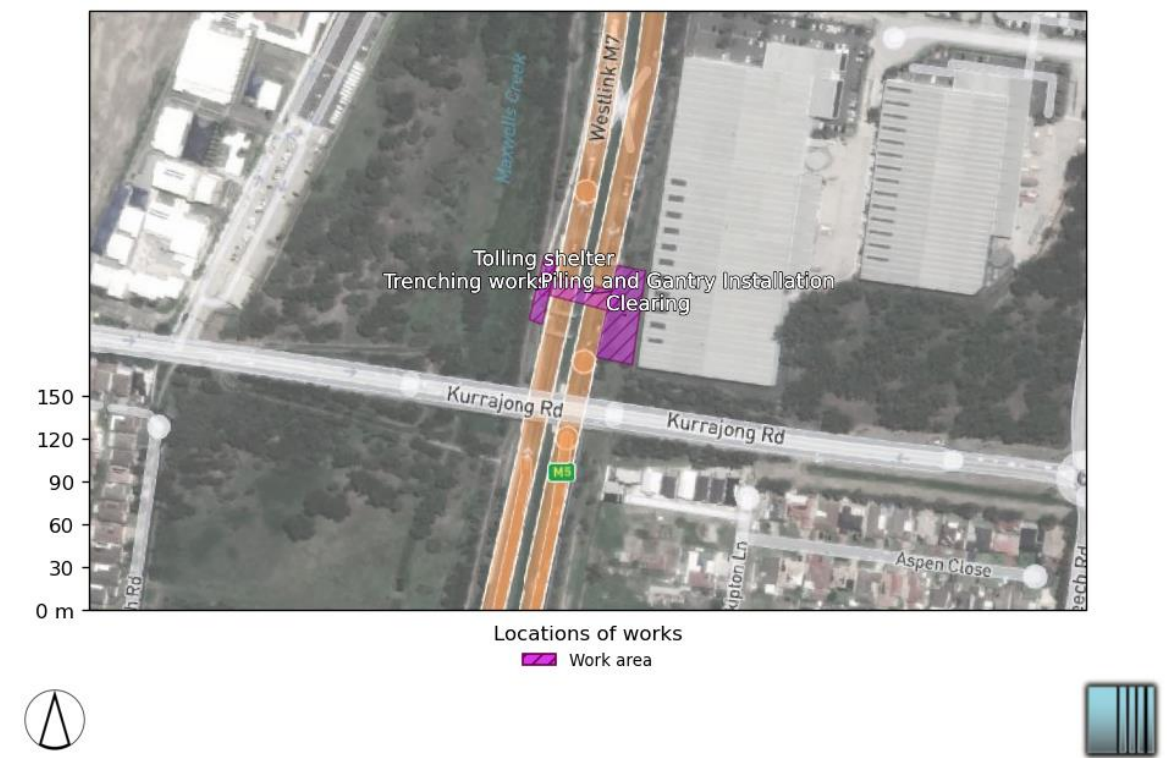 Westlink M7
Maxwells Creek
Tolling shelter
Trenching works
Piling and Gantry Installation
Clearing
Kurrajong Rd
Kurrajong Rd
M5
Aspen Close
150
120
90
60
30
0 m
Locations of works
Work area